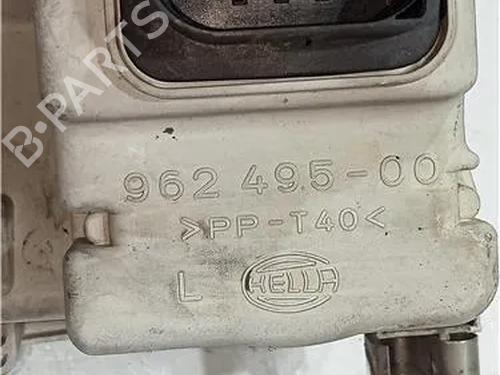 B-PARTS
962 495-00
>PP-T40<
L HELLA